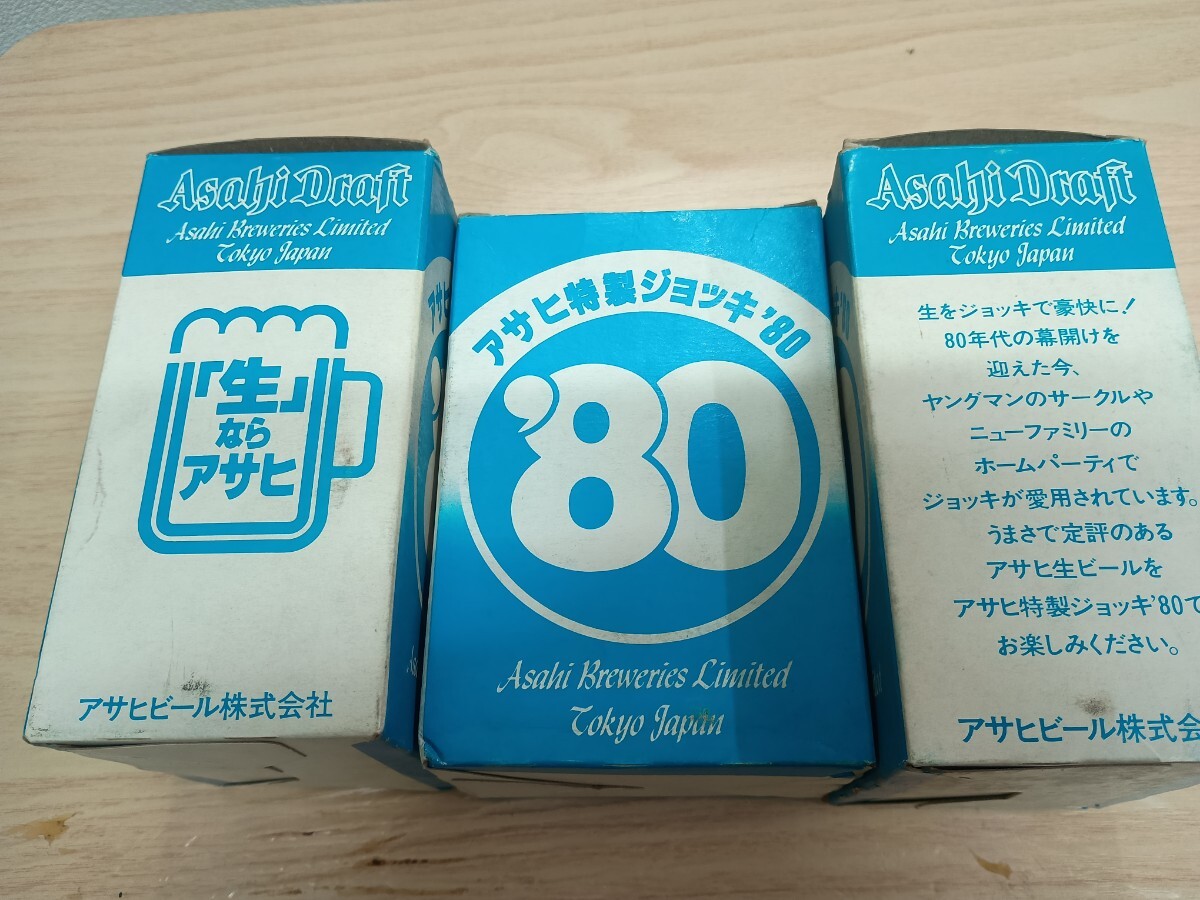 Asahi Draft
Asahi Breweries Limited
Tokyo Japan
「生」
なら
アサヒ
アサヒビール株式会社
アサヒ特製ジョッキ'80
'80
Asahi Breweries Limited
Tokyo Japan
Asahi Draft
Asahi Breweries Limited
Tokyo Japan
生をジョッキで豪快に!
80年代の幕開けを
迎えた今、
ヤングマンのサークルや
ニューファミリーの
ホームパーティで
ジョッキが愛用されています。
うまさで定評のある
アサヒ生ビールを
アサヒ特製ジョッキ'80で
お楽しみください。
アサヒビール株式会